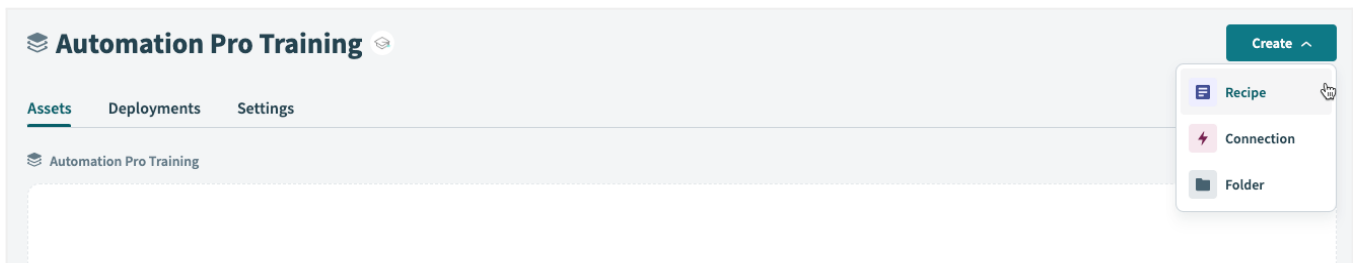 Automation Pro Training
Create
Assets Deployments Settings
Recipe
Connection
Folder
Automation Pro Training